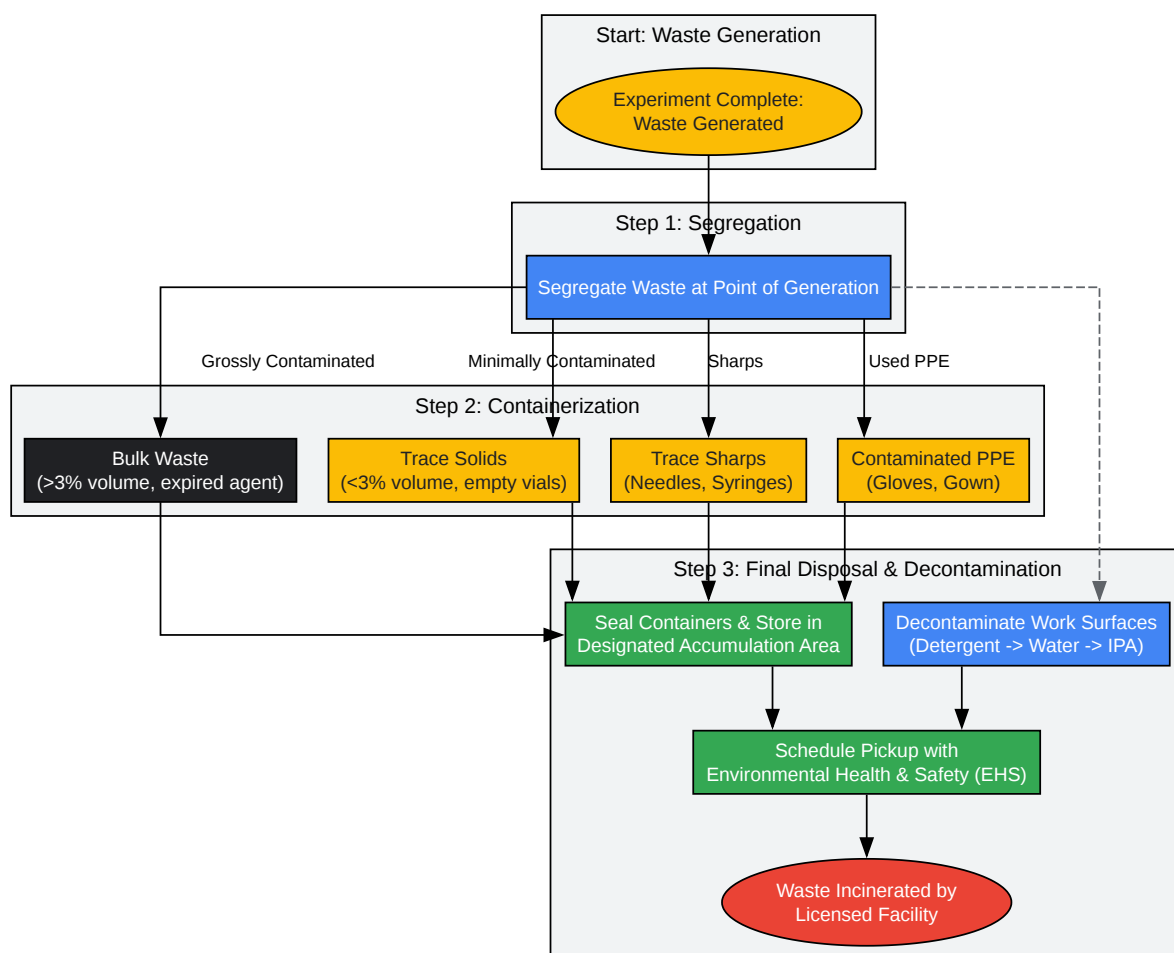 Start: Waste Generation
Experiment Complete:
Waste Generated
Step 1: Segregation
Segregate Waste at Point of Generation
Grossly Contaminated
Minimally Contaminated
Sharps
Used PPE
Step 2: Containerization
Bulk Waste
(>3% volume, expired agent)
Trace Solids
(<3% volume, empty vials)
Trace Sharps
(Needles, Syringes)
Contaminated PPE
(Gloves, Gown)
Step 3: Final Disposal & Decontamination
Seal Containers & Store in
Designated Accumulation Area
Decontaminate Work Surfaces
(Detergent -> Water -> IPA)
Schedule Pickup with
Environmental Health & Safety (EHS)
Waste Incinerated by
Licensed Facility